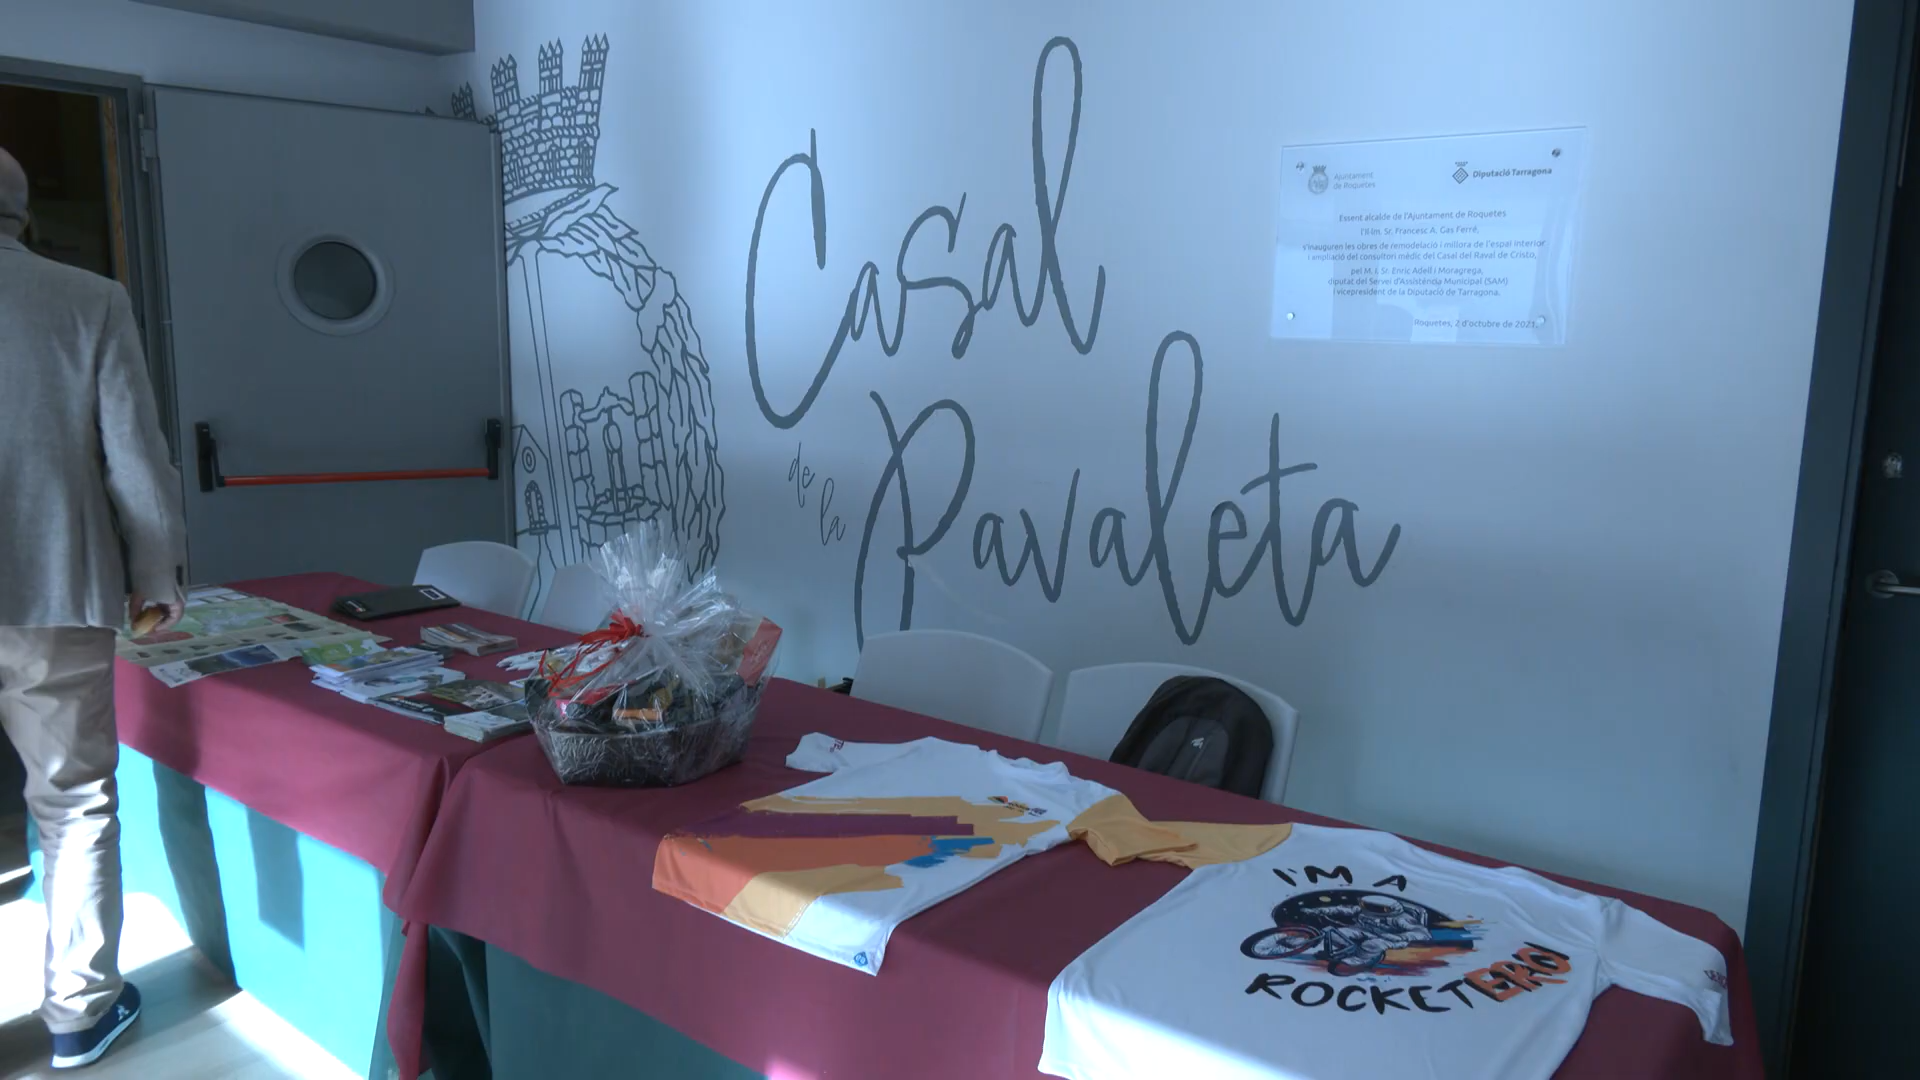 Casal
de la
Pavaleta
Ajuntament
de Roquetes
Diputació Tarragona
Essent alcalde de l'Ajuntament de Roquetes
l'Il·lm. Sr. Francesc A. Gas Ferré,
s'inauguren les obres de remodelació i millora de l'espai interior
i ampliació del consultori mèdic del Casal del Raval de Cristo,
pel M. I. Sr. Enric Adell i Moragrega,
diputat del Servei d'Assistència Municipal (SAM)
i vicepresident de la Diputació de Tarragona.
Roquetes, 2 d'octubre de 2021.
I'M A
ROCKETERO!